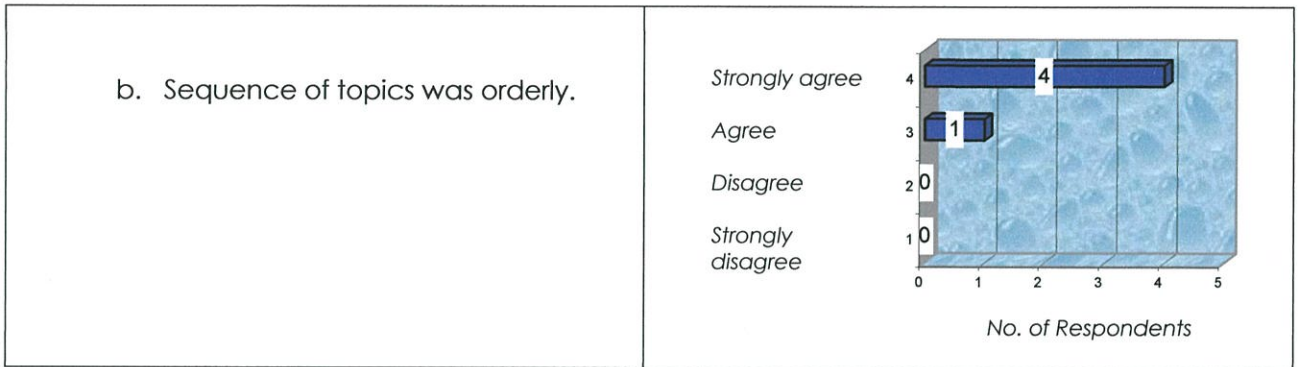 b. Sequence of topics was orderly.
Strongly agree 4 4
Agree 3 1
Disagree 2 0
Strongly 1 0
disagree
0 1 2 3 4 5
No. of Respondents